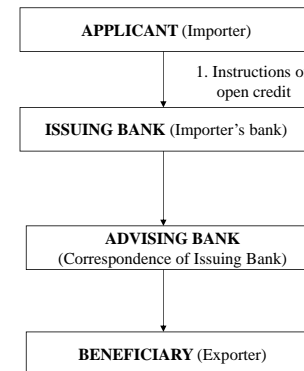 APPLICANT (Importer)
1. Instructions o
open credit
ISSUING BANK (Importer's bank)
ADVISING BANK
(Correspondence of Issuing Bank)
BENEFICIARY (Exporter)